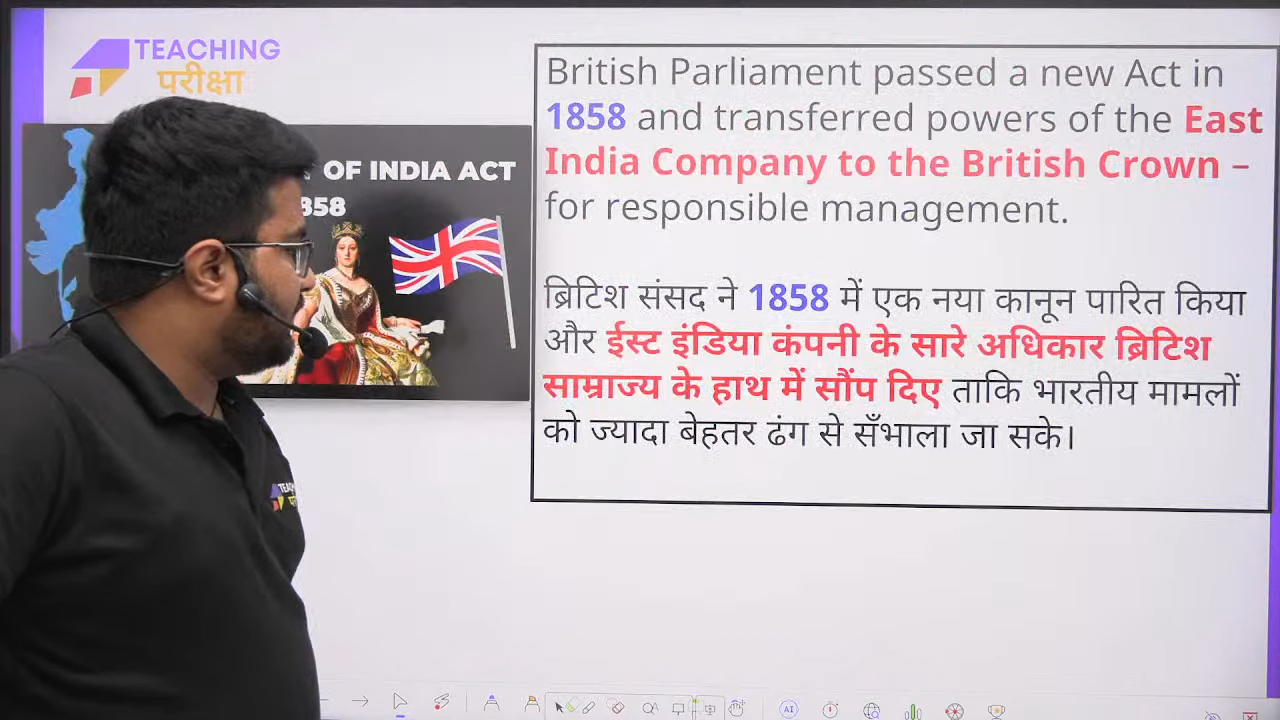 TEACHING
परीक्षा
OF INDIA ACT
858
British Parliament passed a new Act in
1858 and transferred powers of the East
India Company to the British Crown –
for responsible management.
ब्रिटिश संसद ने 1858 में एक नया कानून पारित किया
और ईस्ट इंडिया कंपनी के सारे अधिकार ब्रिटिश
साम्राज्य के हाथ में सौंप दिए ताकि भारतीय मामलों
को ज्यादा बेहतर ढंग से सँभाला जा सके।
AI